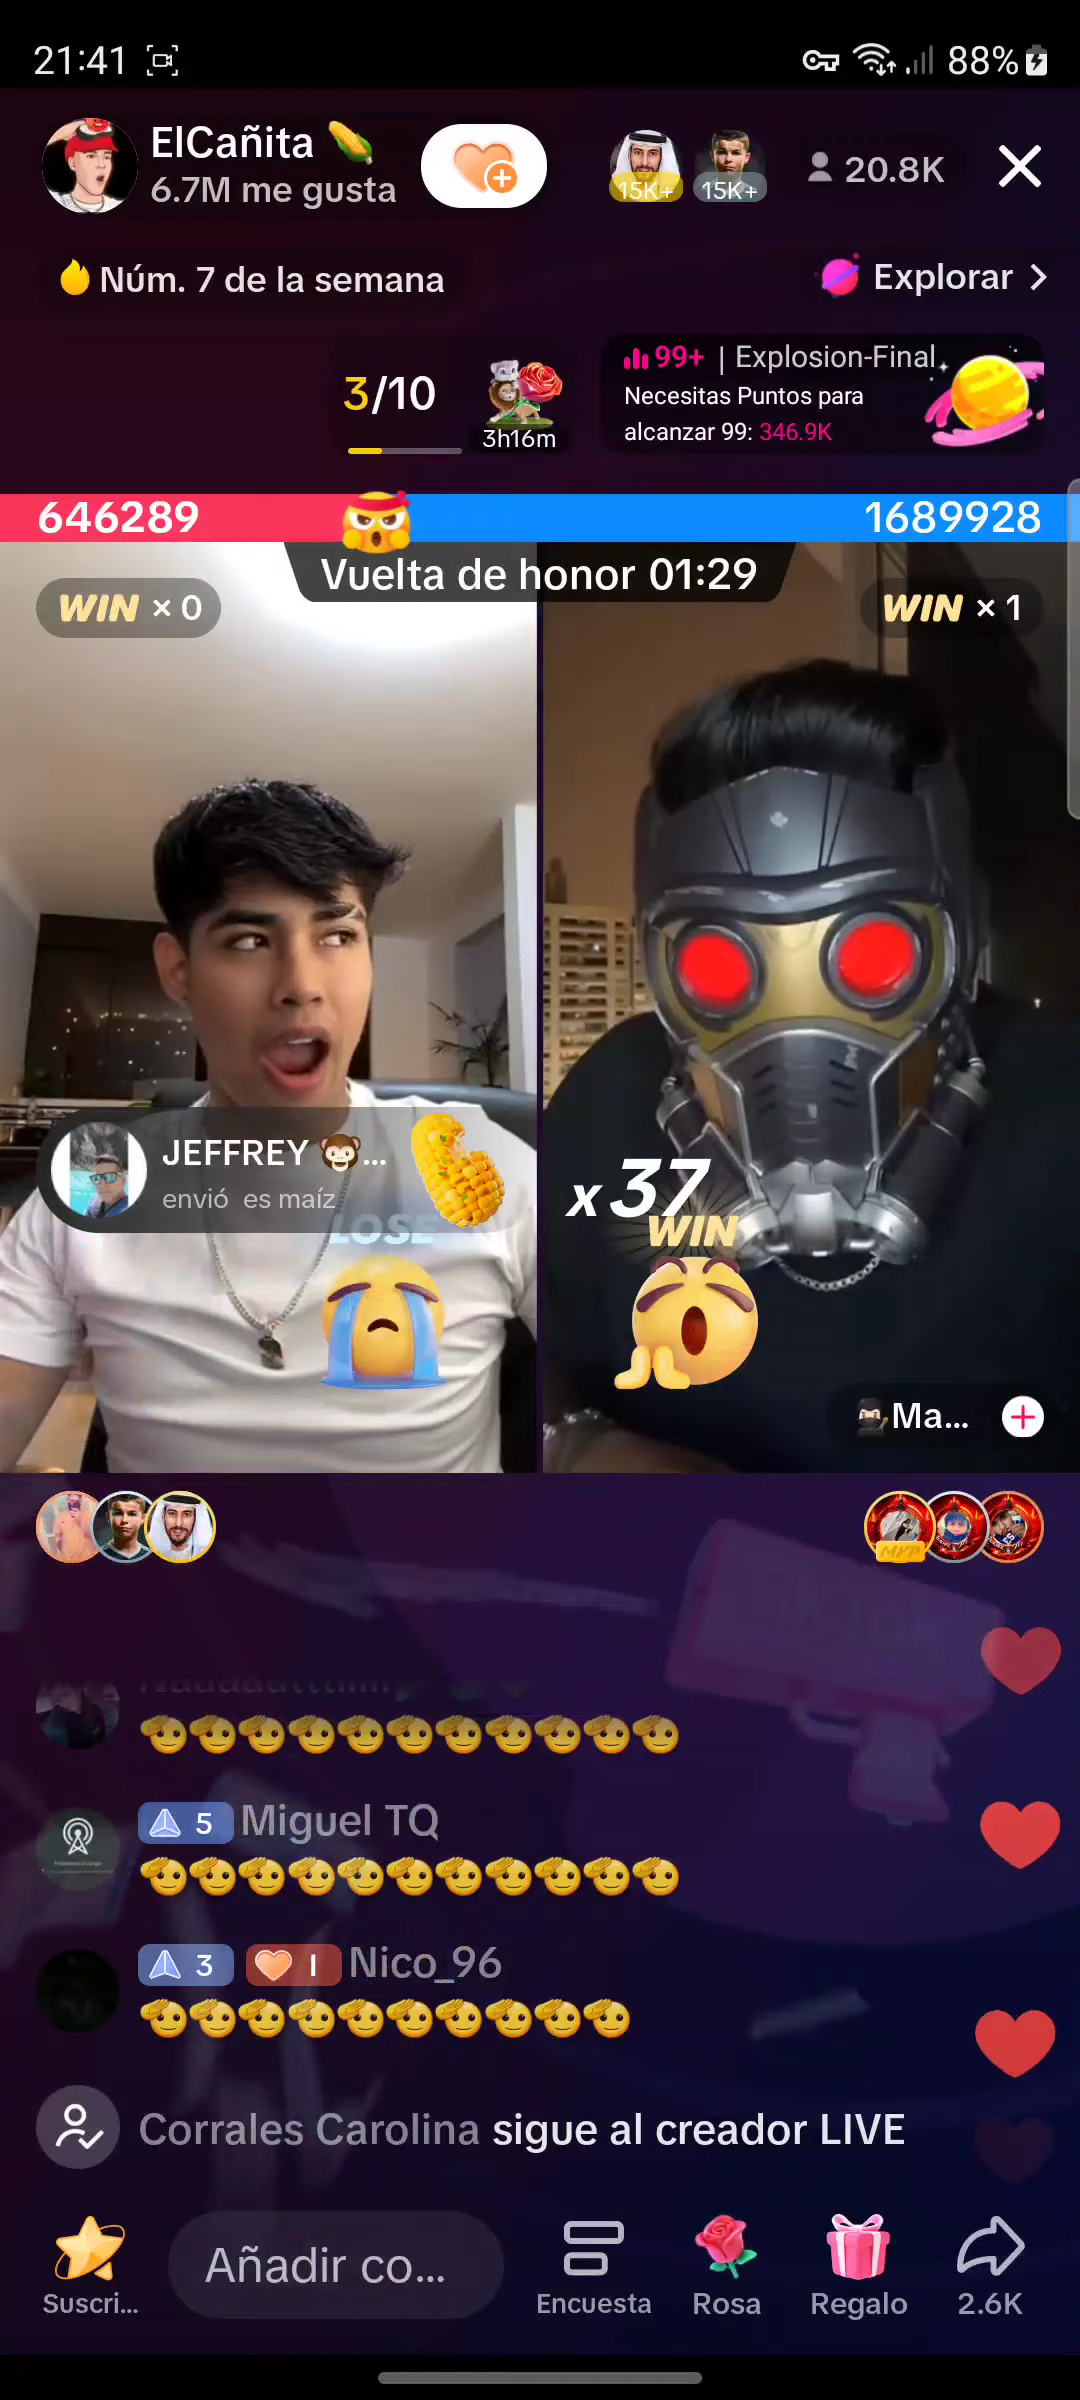 21:41
88%
ElCañita
6.7M me gusta
15K+
15K+
20.8K
Núm. 7 de la semana
Explorar >
3/10
3h16m
99+ | Explosion-Final
Necesitas Puntos para
alcanzar 99: 346.9K
646289
1689928
Vuelta de honor 01:29
WIN × 0
WIN × 1
JEFFREY 🐵...
envió es maíz
LOSE
x 37
WIN
Ma...
5 Miguel TQ
🫡🫡🫡🫡🫡🫡🫡🫡🫡🫡🫡
3 I Nico_96
🫡🫡🫡🫡🫡🫡🫡🫡🫡🫡
Corrales Carolina sigue al creador LIVE
Suscri...
Añadir co...
Encuesta
Rosa
Regalo
2.6K